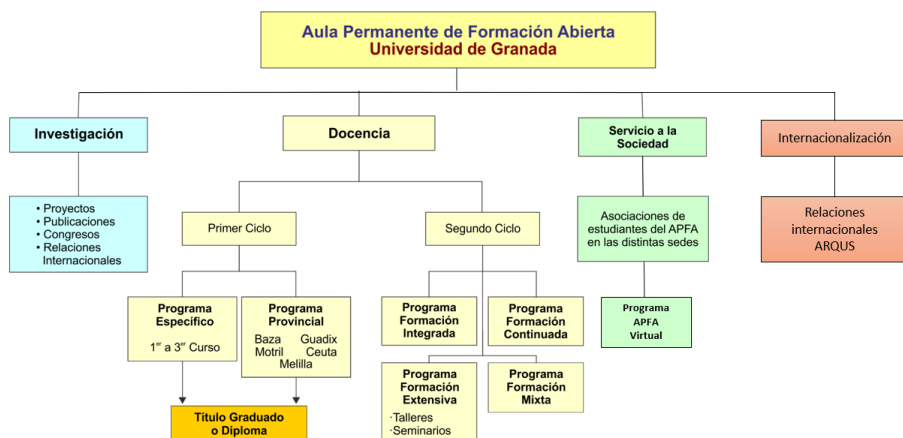 Aula Permanente de Formación Abierta
Universidad de Granada
Investigación
Docencia
Servicio a la
Sociedad
Internacionalización
• Proyectos
• Publicaciones
• Congresos
• Relaciones
Internacionales
Primer Ciclo
Segundo Ciclo
Asociaciones de
estudiantes del APFA
en las distintas sedes
Relaciones
internacionales
ARQUS
Programa
Específico
1er a 3er Curso
Programa
Provincial
Baza Guadix
Motril Ceuta
Melilla
Programa
Formación
Integrada
Programa
Formación
Continuada
Programa
APFA
Virtual
Programa
Formación
Extensiva
·Talleres
·Seminarios
Programa
Formación
Mixta
Título Graduado
o Diploma